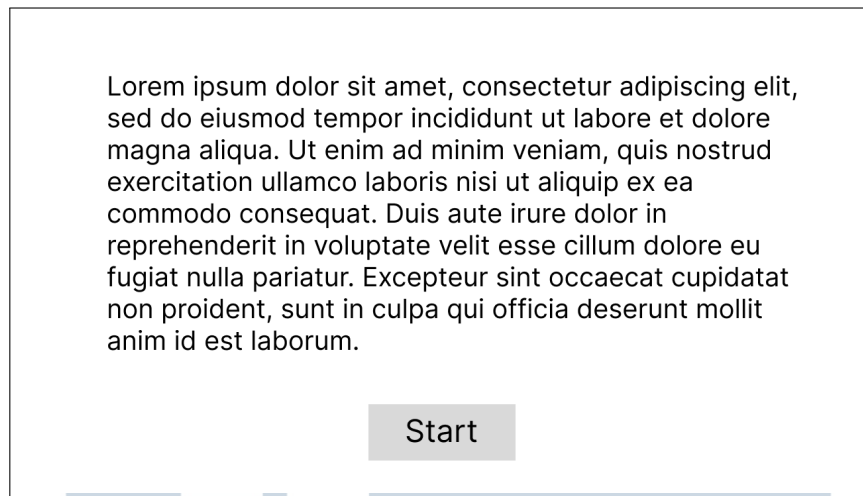 Lorem ipsum dolor sit amet, consectetur adipiscing elit,
sed do eiusmod tempor incididunt ut labore et dolore
magna aliqua. Ut enim ad minim veniam, quis nostrud
exercitation ullamco laboris nisi ut aliquip ex ea
commodo consequat. Duis aute irure dolor in
reprehenderit in voluptate velit esse cillum dolore eu
fugiat nulla pariatur. Excepteur sint occaecat cupidatat
non proident, sunt in culpa qui officia deserunt mollit
anim id est laborum.
Start